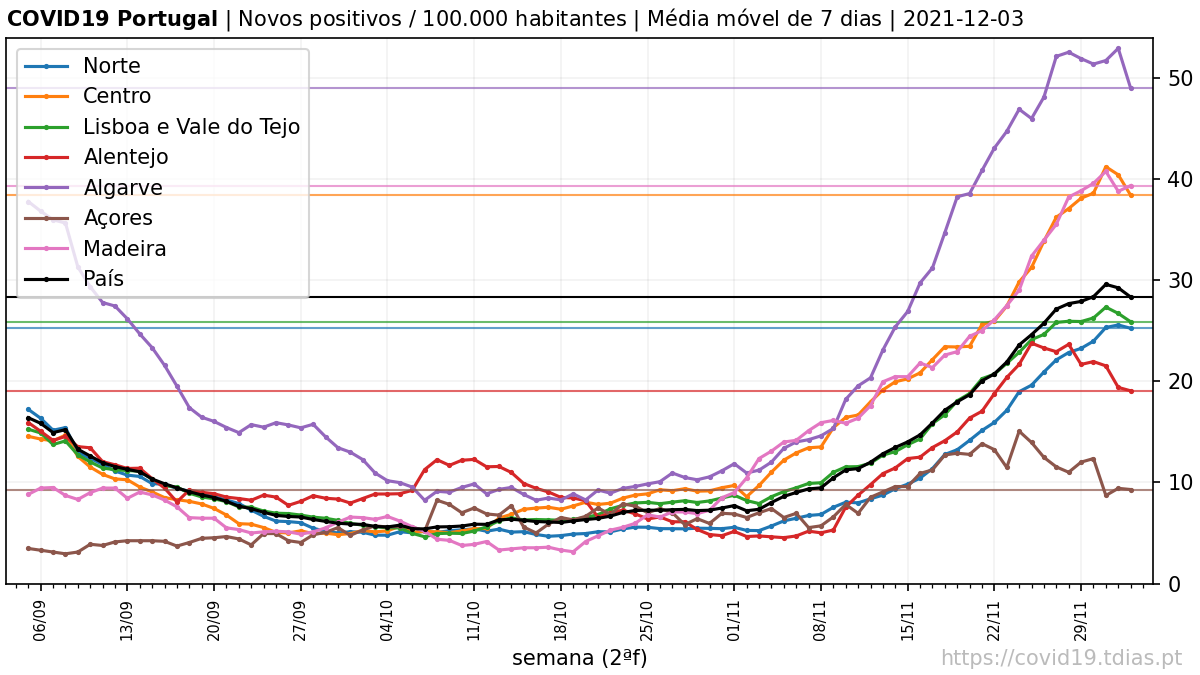 COVID19 Portugal | Novos positivos / 100.000 habitantes | Média móvel de 7 dias | 2021-12-03
Norte
Centro
Lisboa e Vale do Tejo
Alentejo
Algarve
Açores
Madeira
País
50
40
30
20
10
0
06/09
13/09
20/09
27/09
04/10
11/10
18/10
25/10
01/11
08/11
15/11
22/11
29/11
semana (2ªf)
https://covid19.tdias.pt